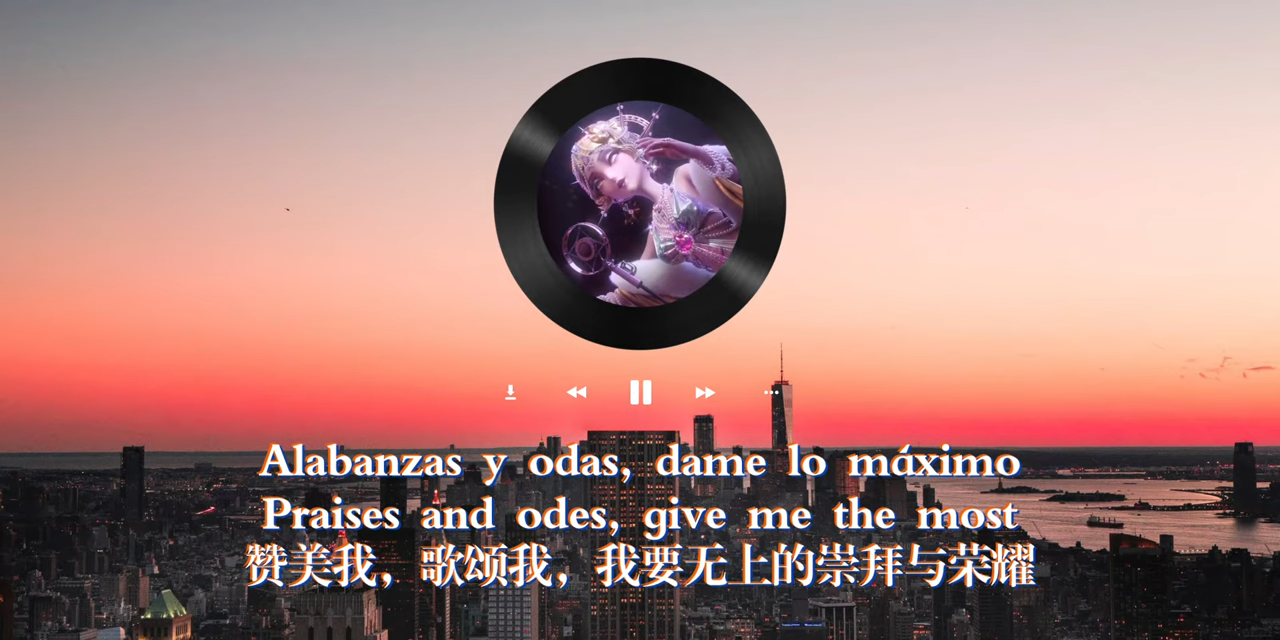 Alabanzas y odas, dame lo máximo
Praises and odes, give me the most
赞美我，歌颂我，我要无上的崇拜与荣耀